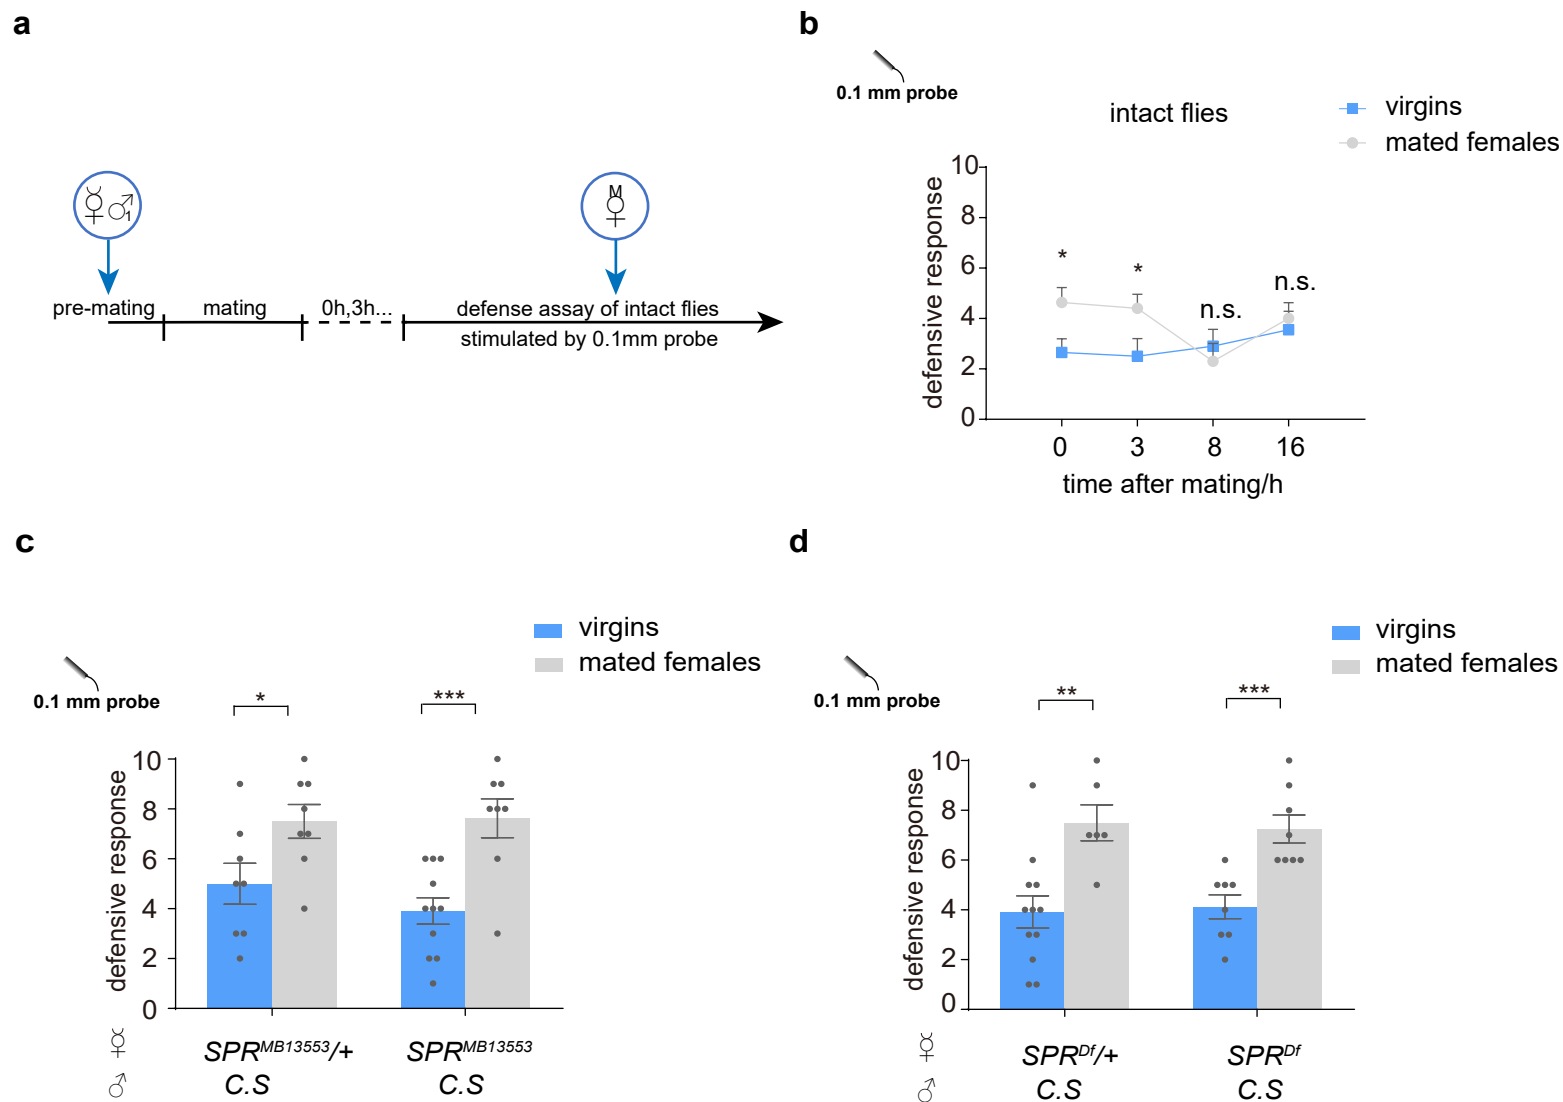 a
pre-mating
mating
0h,3h...
defense assay of intact flies
stimulated by 0.1mm probe
M
1
b
0.1 mm probe
intact flies
virgins
mated females
defensive response
10
8
6
4
2
0
*
*
n.s.
n.s.
0 3 8 16
time after mating/h
c
virgins
mated females
0.1 mm probe
* ***
defensive response
10
8
6
4
2
0
SPR^MB13553/+ SPR^MB13553
C.S C.S
d
virgins
mated females
0.1 mm probe
** ***
defensive response
10
8
6
4
2
0
SPR^Df/+ SPR^Df
C.S C.S